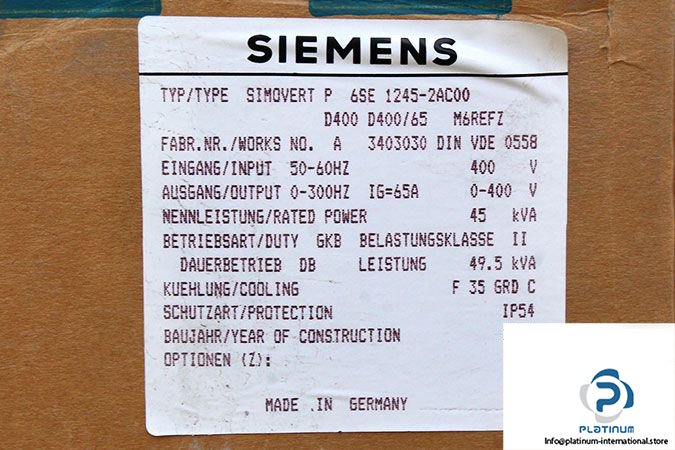 SIEMENS
TYP/TYPE SIMOVERT P 6SE 1245-2AC00
D400 D400/65 M6REFZ
FABR.NR./WORKS NO. A 3403030 DIN VDE 0558
EINGANG/INPUT 50-60HZ 400 V
AUSGANG/OUTPUT 0-300HZ IG=65A 0-400 V
NENNLEISTUNG/RATED POWER 45 kVA
BETRIEBSART/DUTY GKB BELASTUNGSKLASSE II
DAUERBETRIEB DB LEISTUNG 49.5 kVA
KUEHLUNG/COOLING F 35 GRD C
SCHUTZART/PROTECTION IP54
BAUJAHR/YEAR OF CONSTRUCTION
OPTIONEN (Z):
MADE IN GERMANY
PLATINUM
Info@platinum-international.store